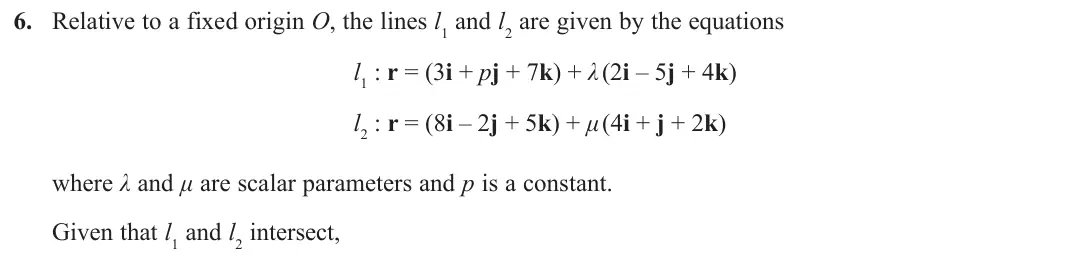 6. Relative to a fixed origin O, the lines l₁ and l₂ are given by the equations
l₁ : r = (3i + pj + 7k) + λ(2i – 5j + 4k)
l₂ : r = (8i – 2j + 5k) + μ(4i + j + 2k)
where λ and μ are scalar parameters and p is a constant.
Given that l₁ and l₂ intersect,